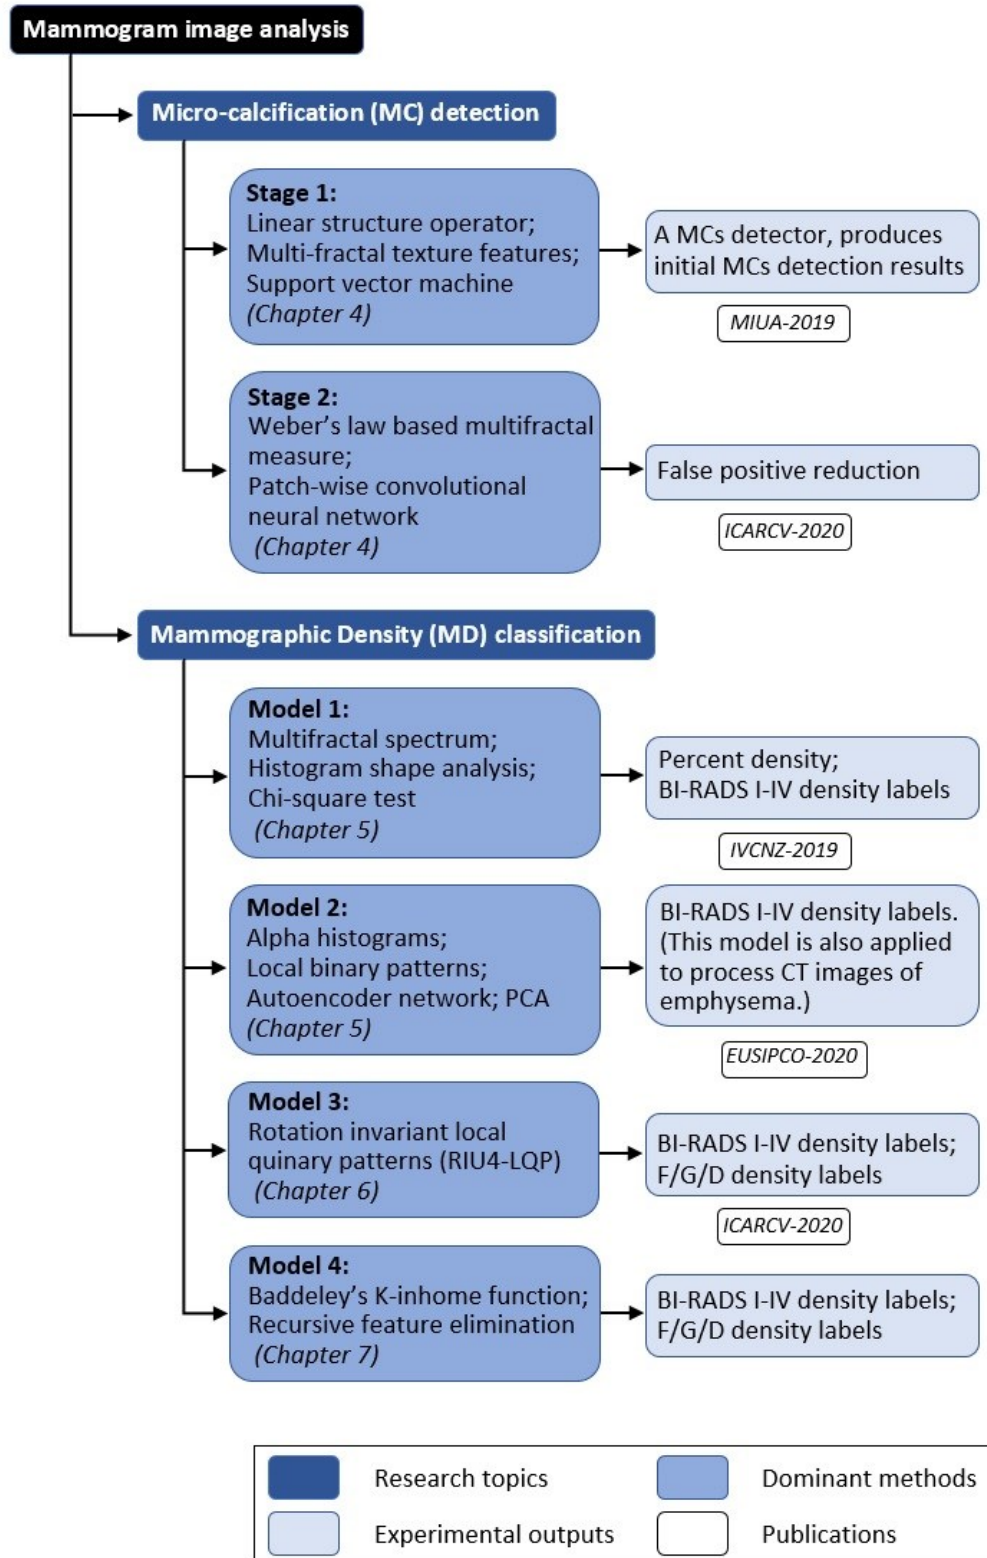 Mammogram image analysis
Micro-calcification (MC) detection
Stage 1:
Linear structure operator;
Multi-fractal texture features;
Support vector machine
(Chapter 4)
A MCs detector, produces
initial MCs detection results
MIUA-2019
Stage 2:
Weber's law based multifractal
measure;
Patch-wise convolutional
neural network
(Chapter 4)
False positive reduction
ICARCV-2020
Mammographic Density (MD) classification
Model 1:
Multifractal spectrum;
Histogram shape analysis;
Chi-square test
(Chapter 5)
Percent density;
BI-RADS I-IV density labels
IVCNZ-2019
Model 2:
Alpha histograms;
Local binary patterns;
Autoencoder network; PCA
(Chapter 5)
BI-RADS I-IV density labels.
(This model is also applied
to process CT images of
emphysema.)
EUSIPCO-2020
Model 3:
Rotation invariant local
quinary patterns (RIU4-LQP)
(Chapter 6)
BI-RADS I-IV density labels;
F/G/D density labels
ICARCV-2020
Model 4:
Baddeley's K-inhome function;
Recursive feature elimination
(Chapter 7)
BI-RADS I-IV density labels;
F/G/D density labels
Research topics
Dominant methods
Experimental outputs
Publications